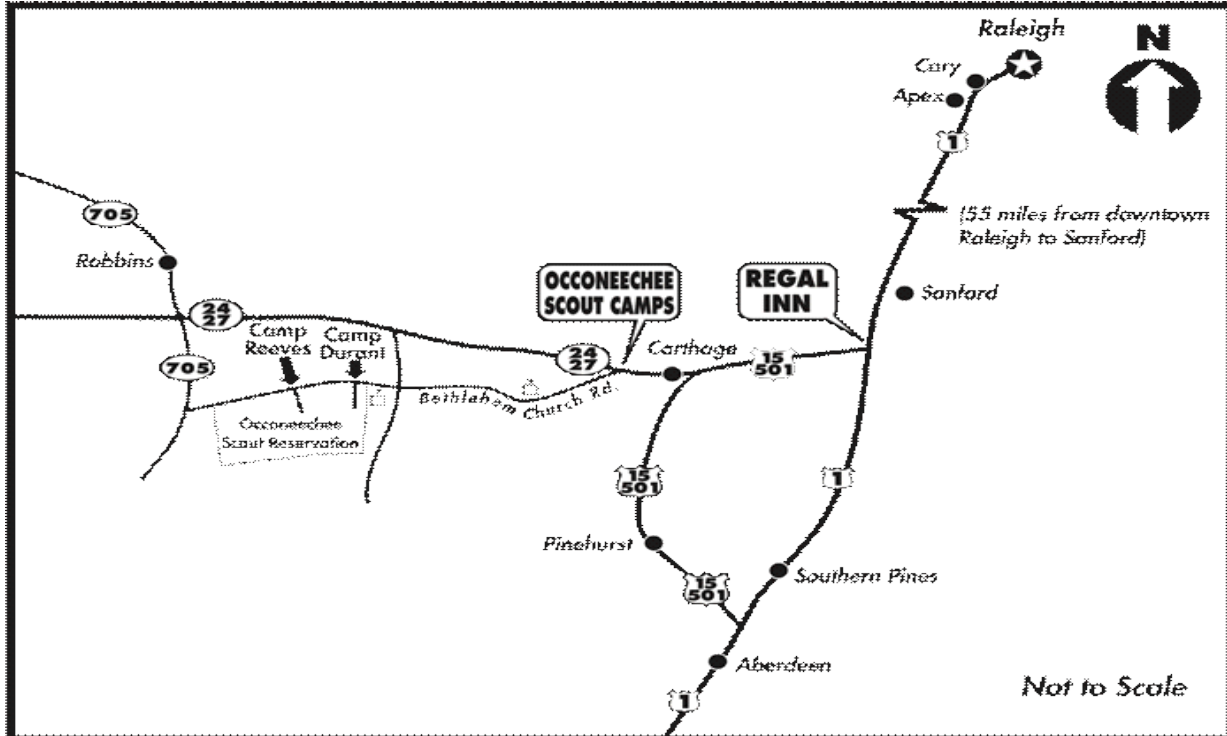 Raleigh
N
Cary
Apex
1
(55 miles from downtown
Raleigh to Sanford)
705
Robbins
OCCONEECHEE
SCOUT CAMPS
REGAL
INN
Sanford
24
27
Camp
Reeves
Camp
Durant
24
27
Carthage
15
501
705
Bethlehem Church Rd.
Occoneechee
Scout Reservation
15
501
1
Pinehurst
15
501
Southern Pines
Aberdeen
1
Not to Scale